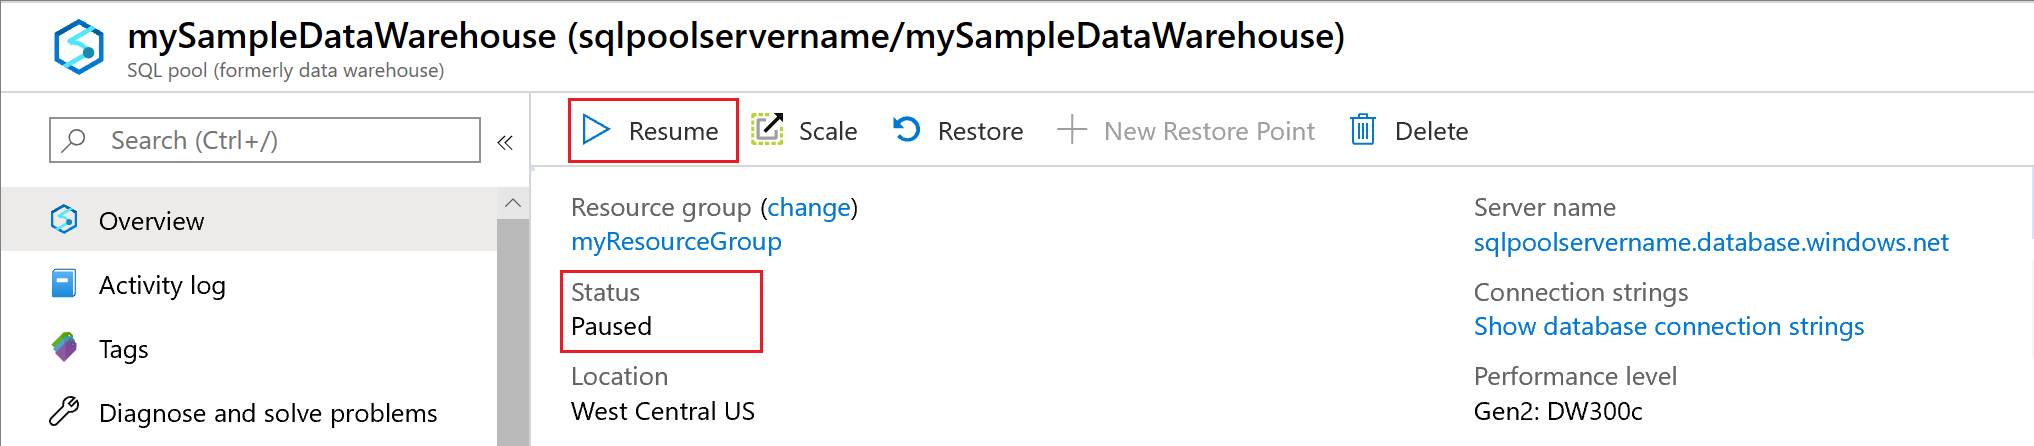 mySampleDataWarehouse (sqlpoolservername/mySampleDataWarehouse)
SQL pool (formerly data warehouse)
Search (Ctrl+/)
«
Overview
Activity log
Tags
Diagnose and solve problems
Resume
Scale
Restore
New Restore Point
Delete
Resource group (change)
myResourceGroup
Status
Paused
Location
West Central US
Server name
sqlpoolservername.database.windows.net
Connection strings
Show database connection strings
Performance level
Gen2: DW300c